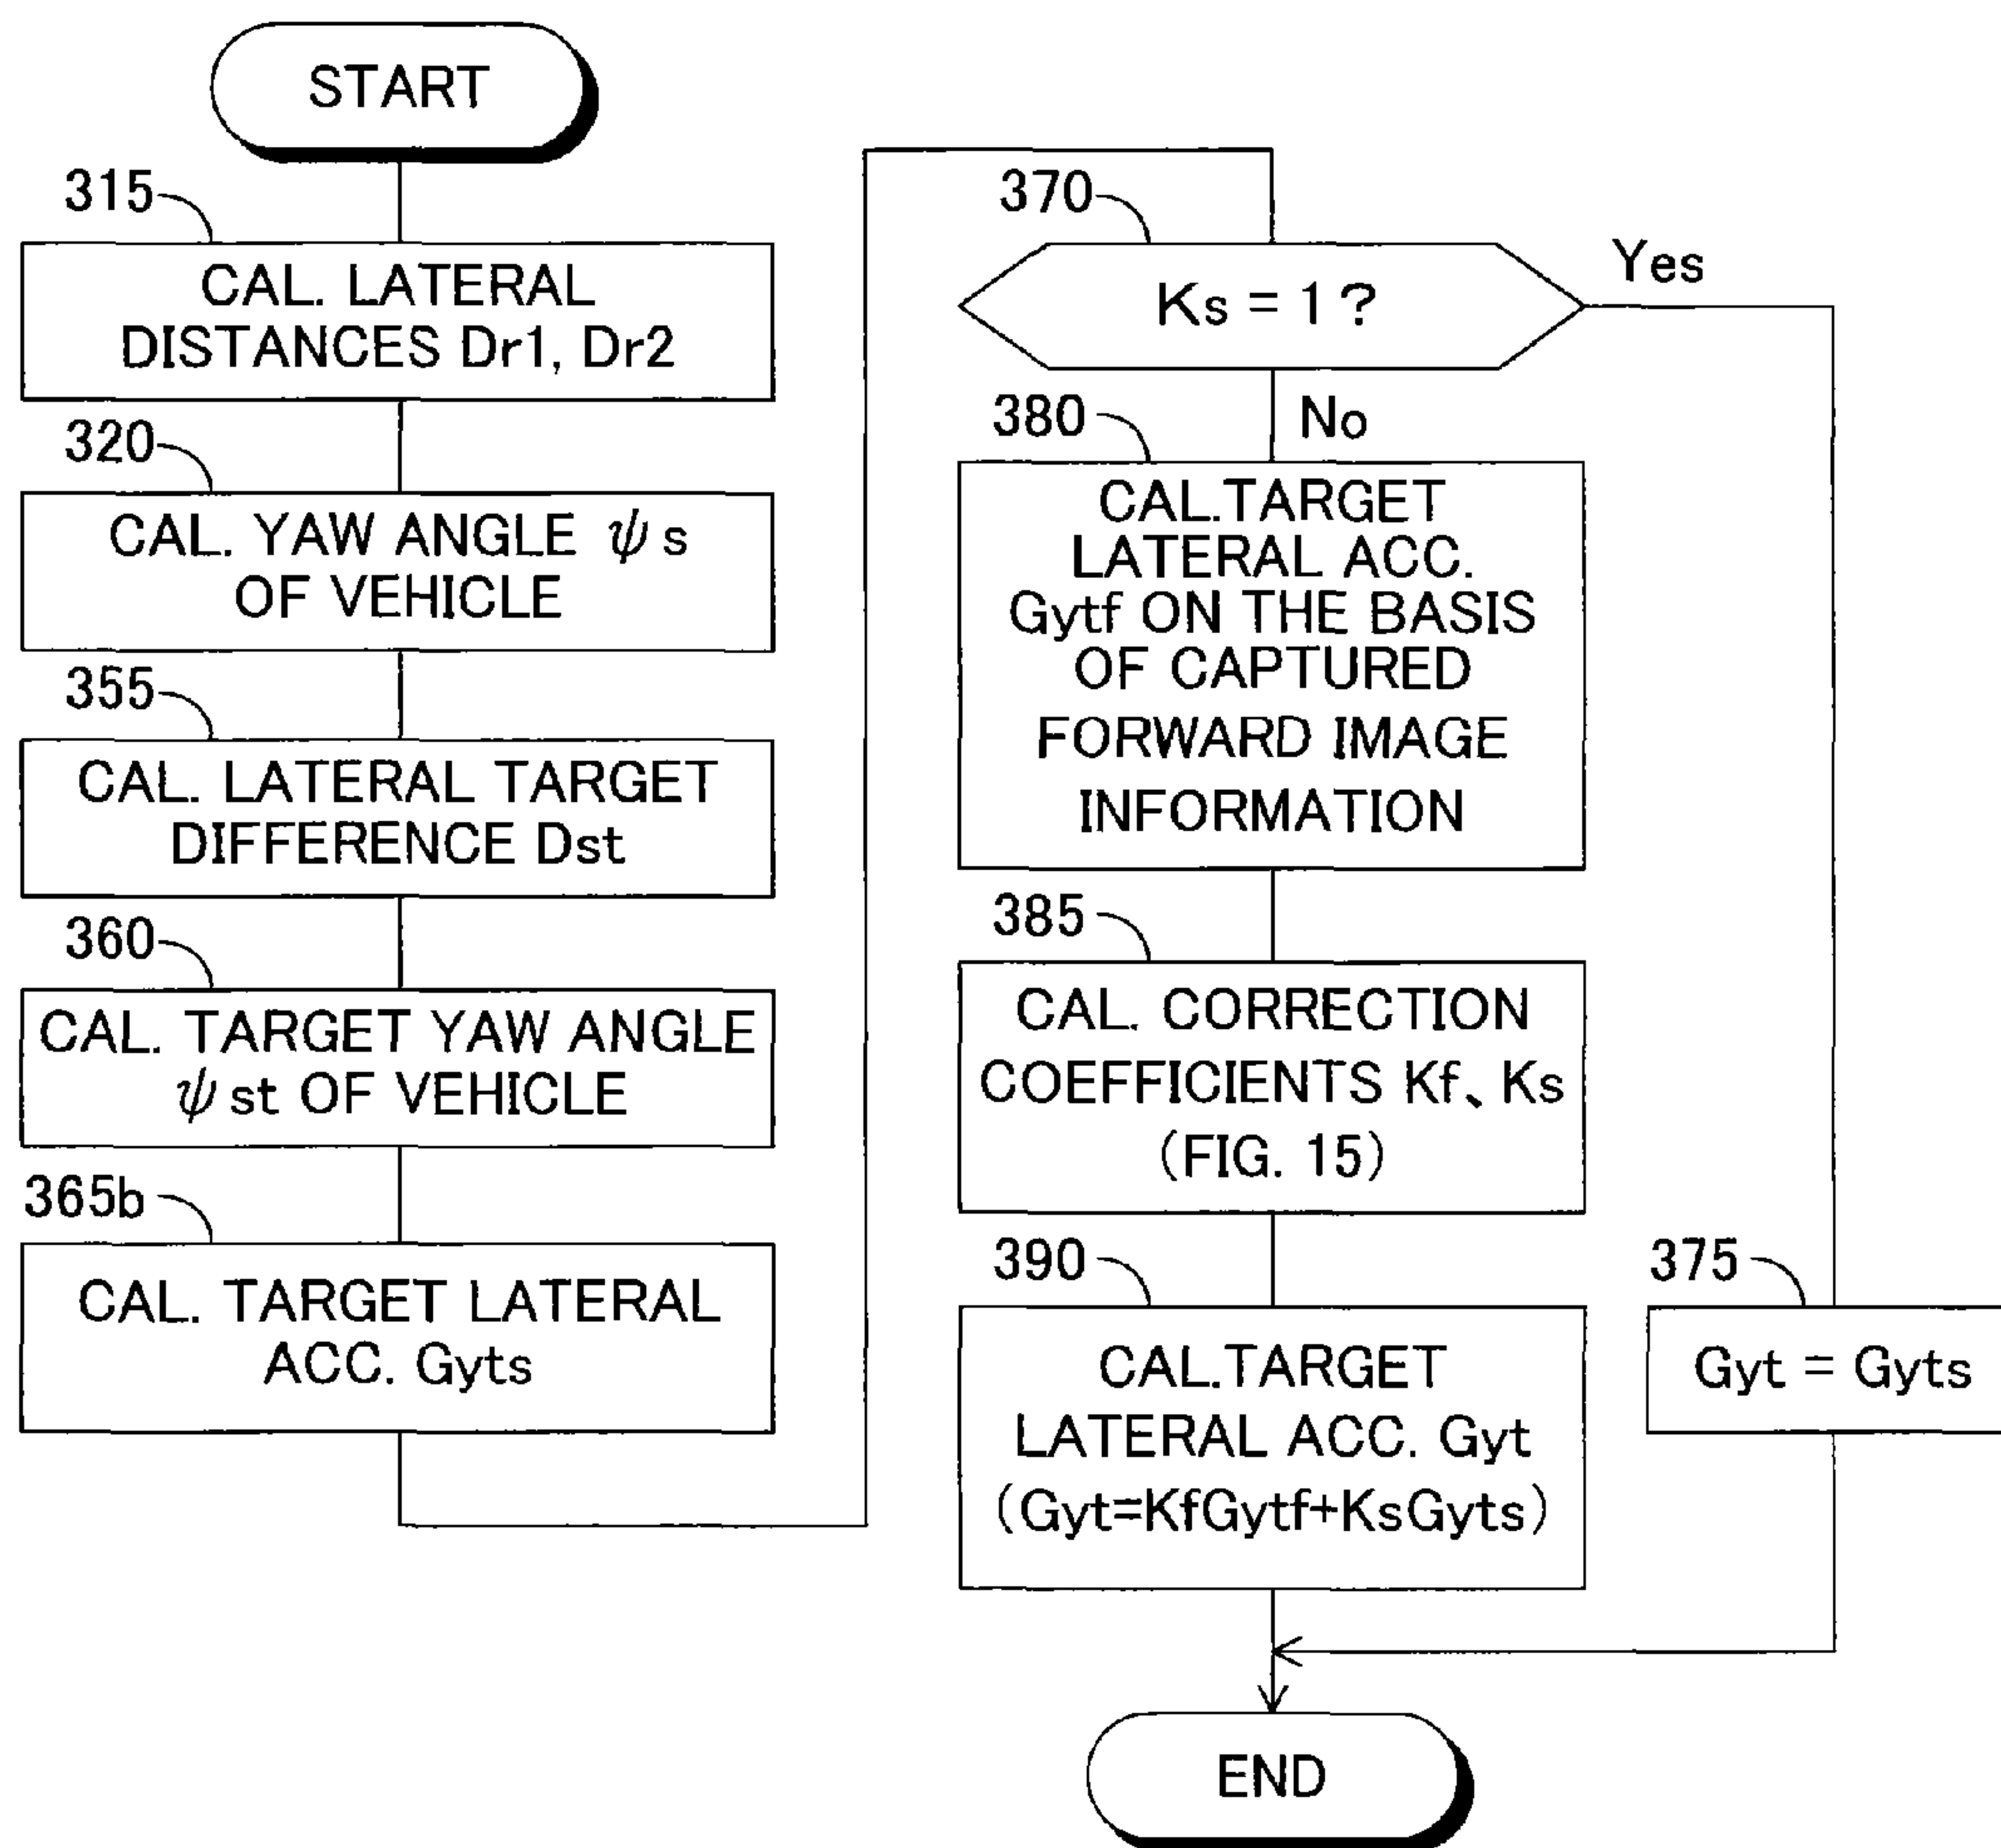 START
315
CAL. LATERAL
DISTANCES Dr1, Dr2
320
CAL. YAW ANGLE ψs
OF VEHICLE
355
CAL. LATERAL TARGET
DIFFERENCE Dst
360
CAL. TARGET YAW ANGLE
ψst OF VEHICLE
365b
CAL. TARGET LATERAL
ACC. Gyts
370
Ks = 1 ?
Yes
No
380
CAL.TARGET
LATERAL ACC.
Gytf ON THE BASIS
OF CAPTURED
FORWARD IMAGE
INFORMATION
385
CAL. CORRECTION
COEFFICIENTS Kf、Ks
(FIG. 15)
390
CAL.TARGET
LATERAL ACC. Gyt
(Gyt=KfGytf+KsGyts)
375
Gyt = Gyts
END